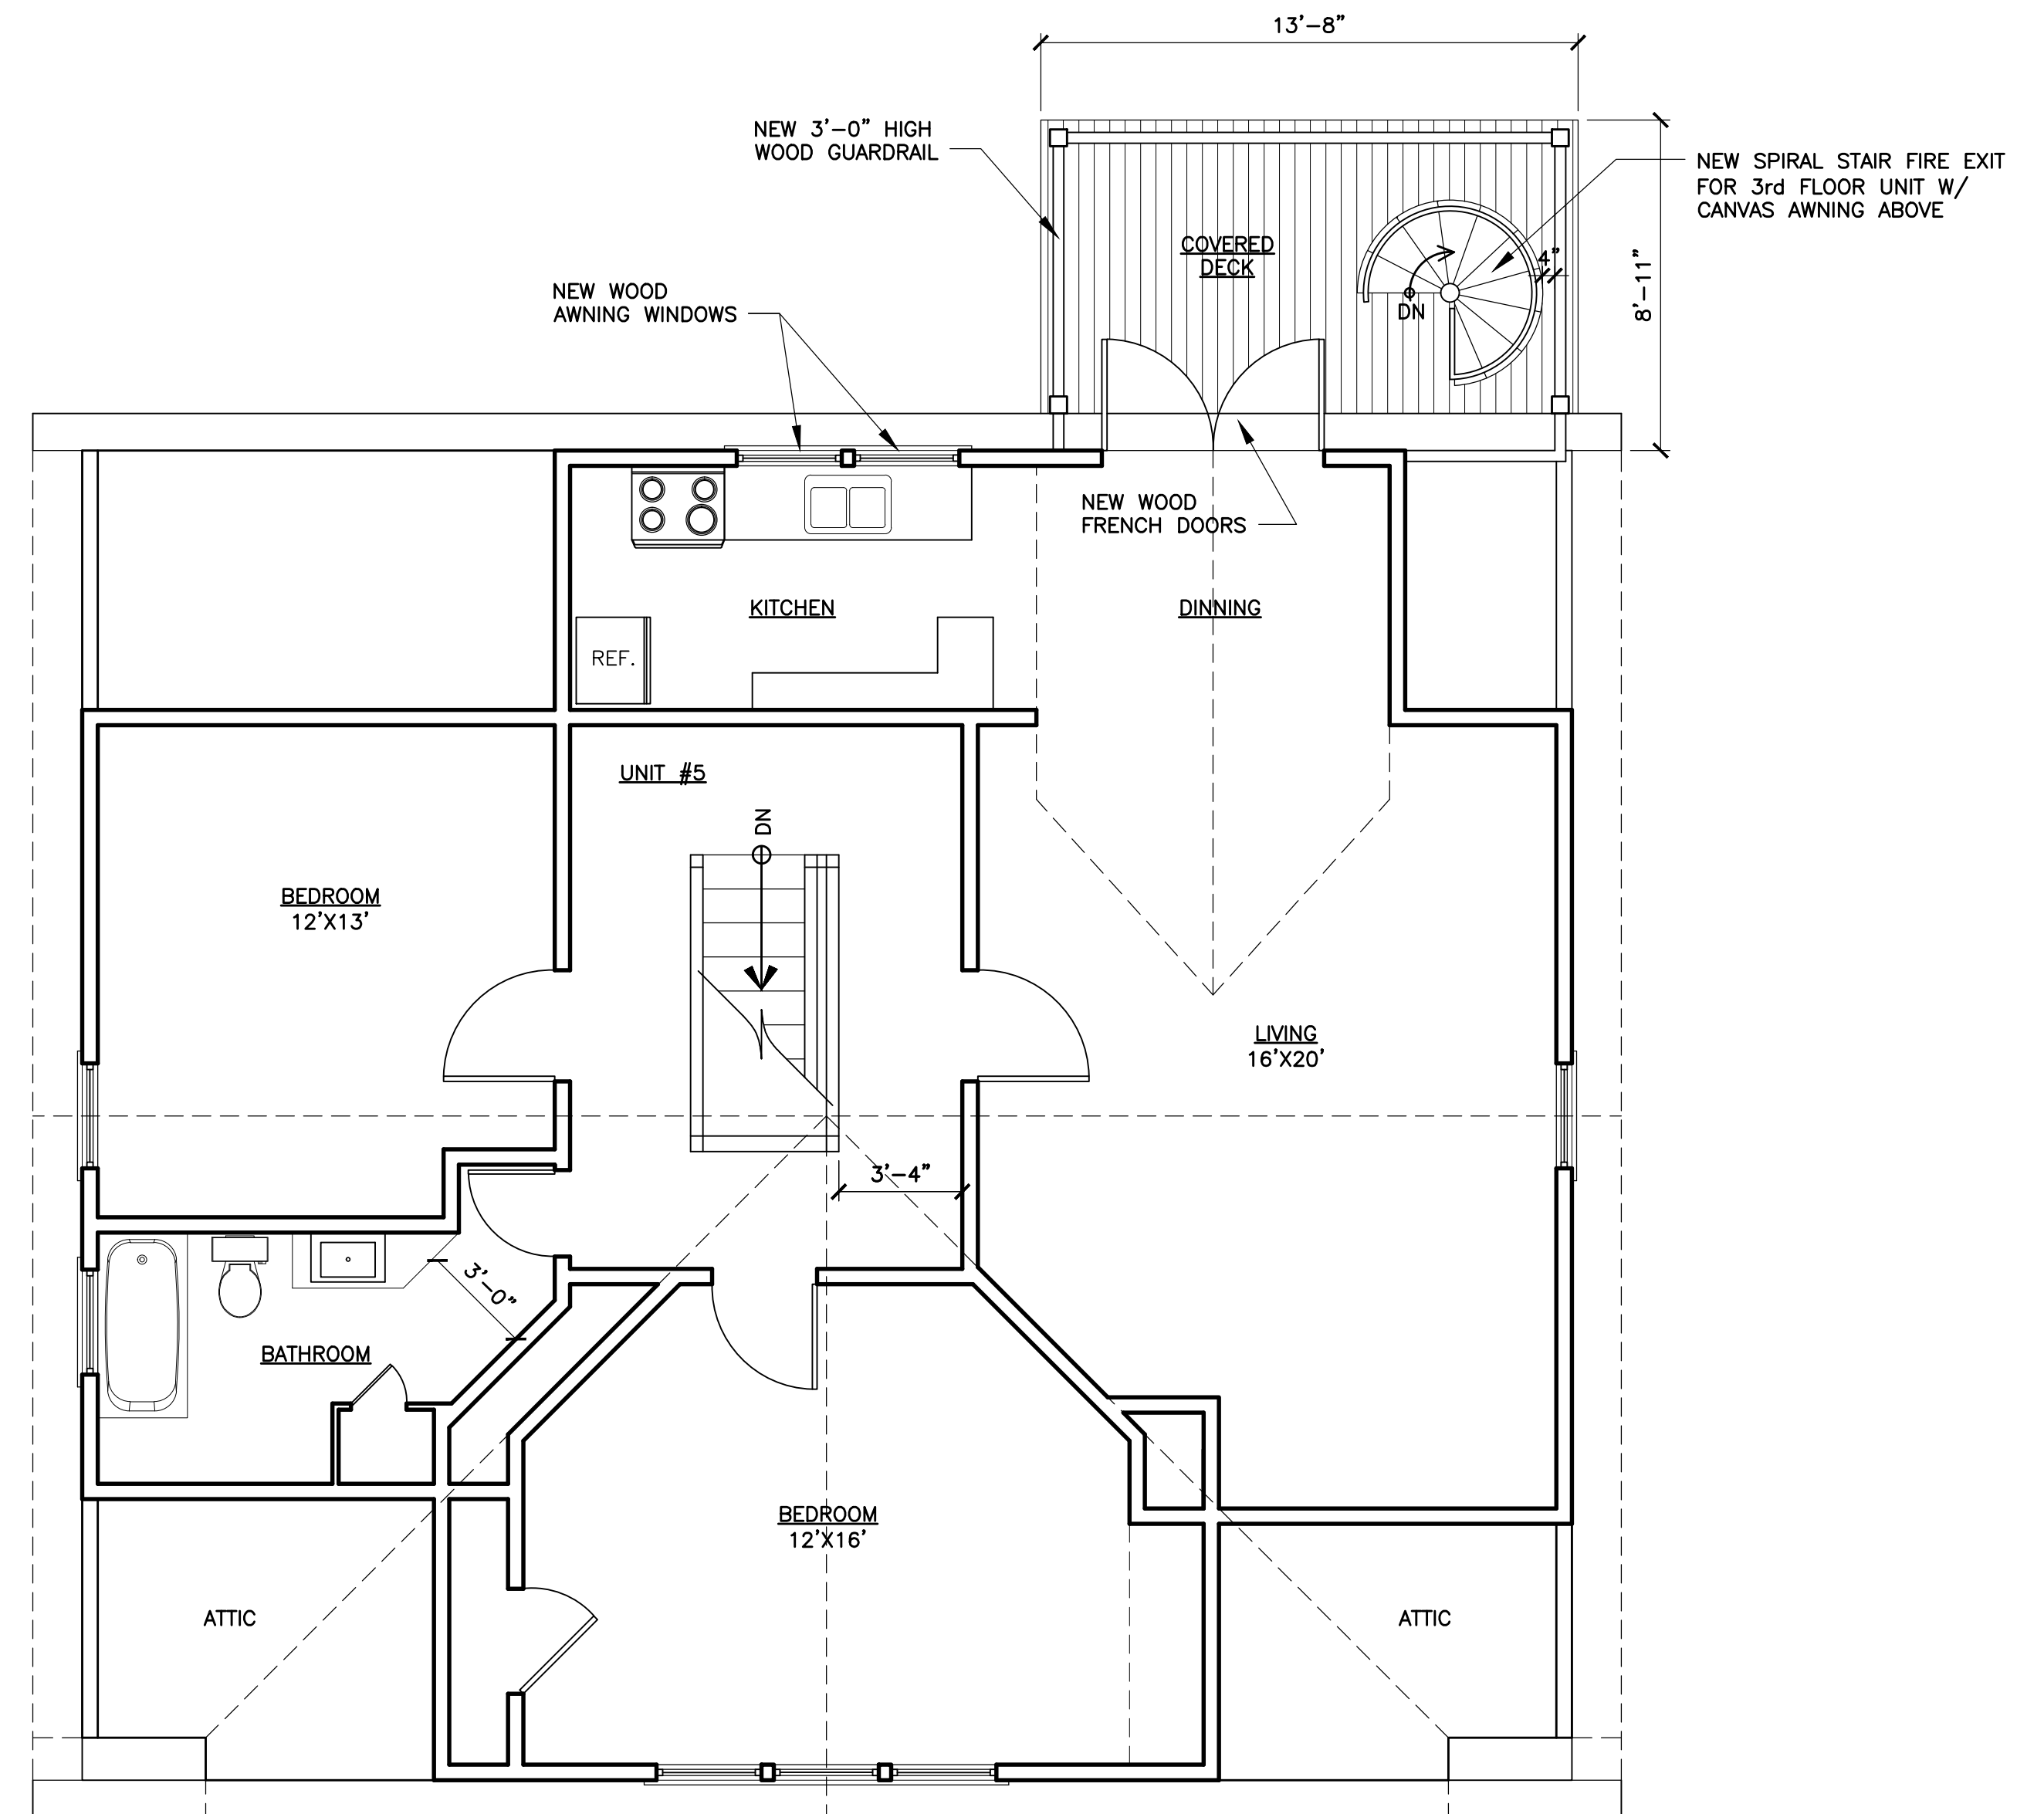 13'-8"
NEW 3'-0" HIGH
WOOD GUARDRAIL
NEW SPIRAL STAIR FIRE EXIT
FOR 3rd FLOOR UNIT W/
CANVAS AWNING ABOVE
COVERED
DECK
4"
8'-11"
DN
NEW WOOD
AWNING WINDOWS
NEW WOOD
FRENCH DOORS
KITCHEN
DINNING
REF.
UNIT #5
DN
BEDROOM
12'X13'
LIVING
16'X20'
3'-4"
3'-0"
BATHROOM
BEDROOM
12'X16'
ATTIC
ATTIC